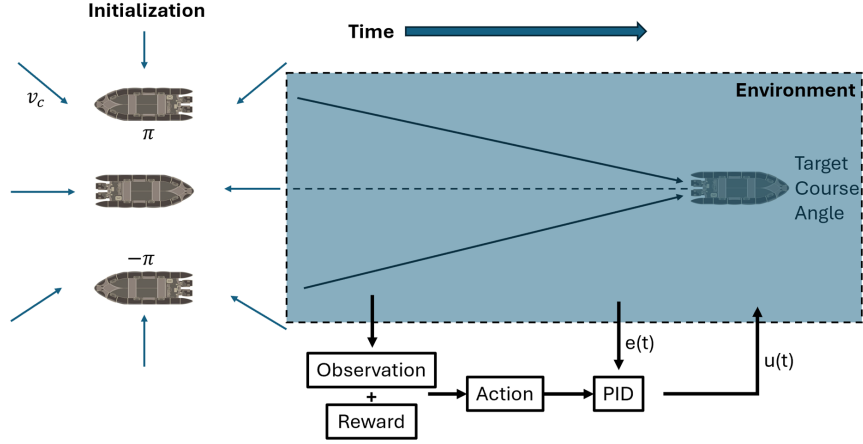 Initialization
Time
v_c
π
−π
Environment
Target
Course
Angle
e(t)
u(t)
Observation
+
Reward
Action
PID